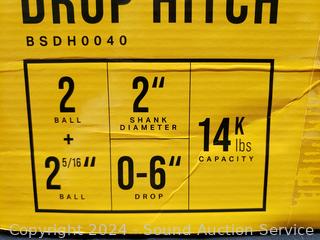 DROP HITCH
BSDH0040
2
BALL
+
2 5/16"
BALL
2"
SHANK
DIAMETER
0-6"
DROP
14K
lbs
CAPACITY
Copyright 2024 - Sound Auction Service